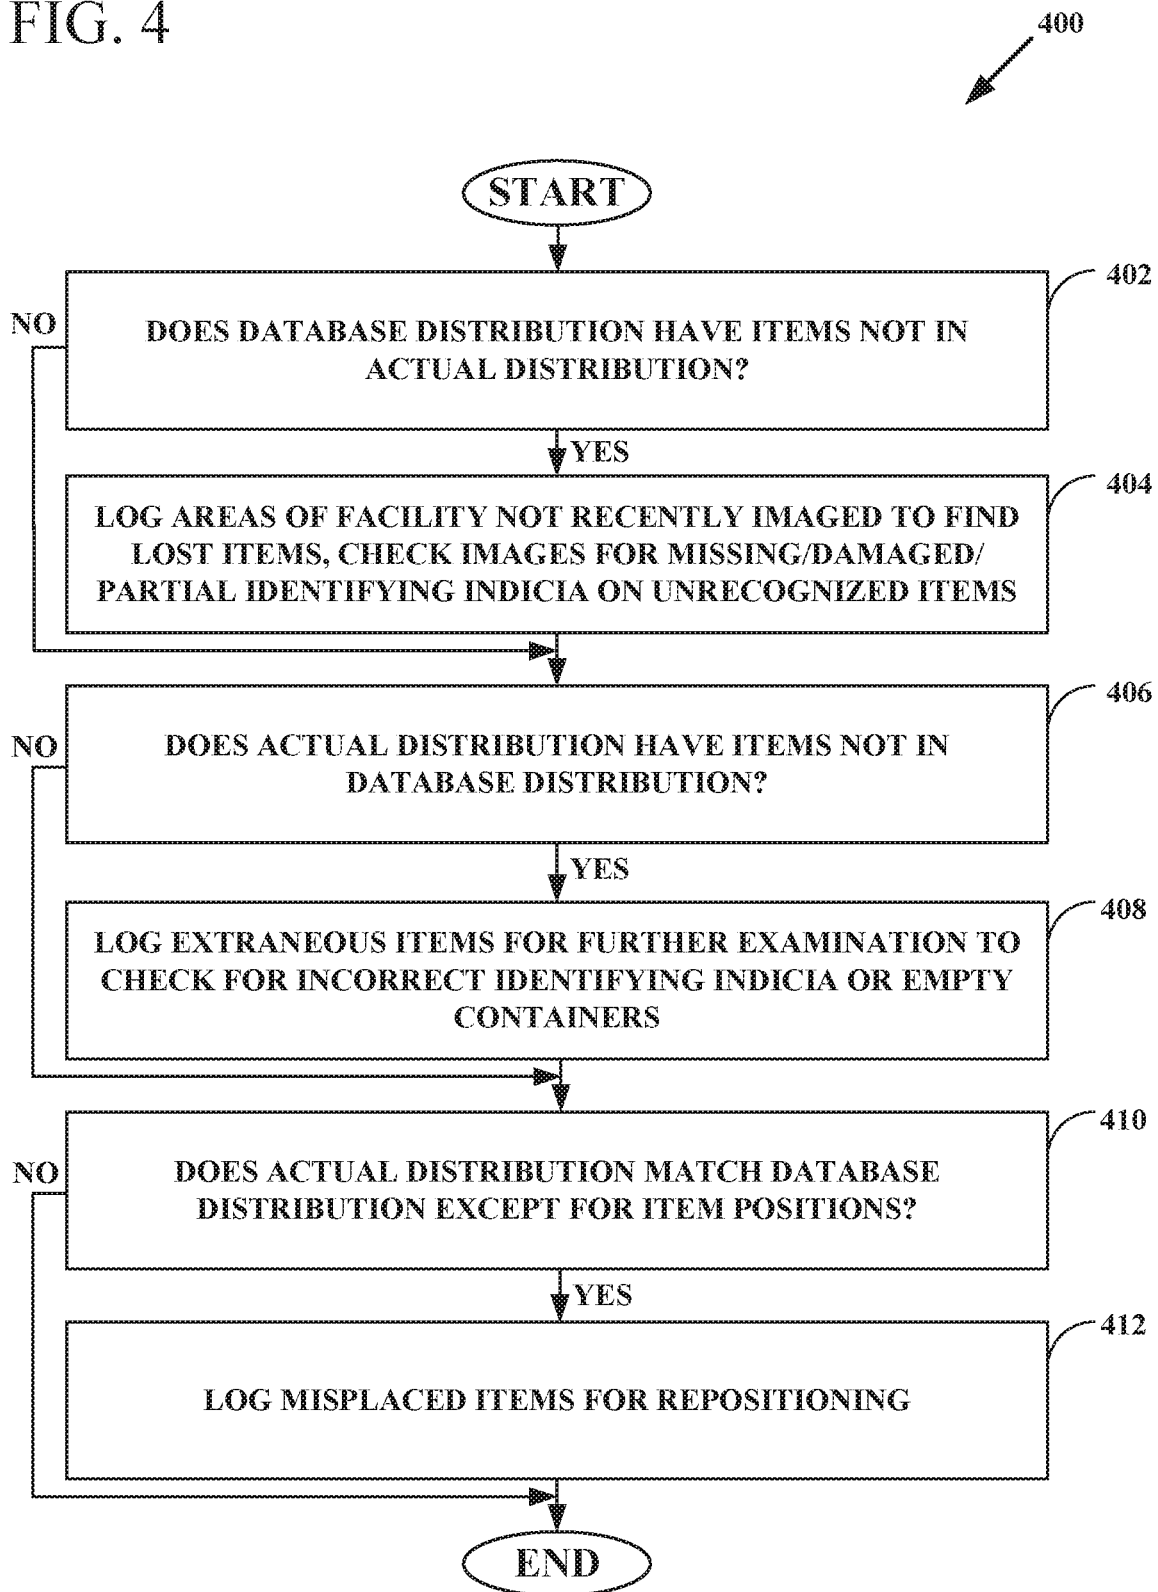 FIG. 4
400
START
402
NO
DOES DATABASE DISTRIBUTION HAVE ITEMS NOT IN
ACTUAL DISTRIBUTION?
YES
404
LOG AREAS OF FACILITY NOT RECENTLY IMAGED TO FIND
LOST ITEMS, CHECK IMAGES FOR MISSING/DAMAGED/
PARTIAL IDENTIFYING INDICIA ON UNRECOGNIZED ITEMS
406
NO
DOES ACTUAL DISTRIBUTION HAVE ITEMS NOT IN
DATABASE DISTRIBUTION?
YES
408
LOG EXTRANEOUS ITEMS FOR FURTHER EXAMINATION TO
CHECK FOR INCORRECT IDENTIFYING INDICIA OR EMPTY
CONTAINERS
410
NO
DOES ACTUAL DISTRIBUTION MATCH DATABASE
DISTRIBUTION EXCEPT FOR ITEM POSITIONS?
YES
412
LOG MISPLACED ITEMS FOR REPOSITIONING
END